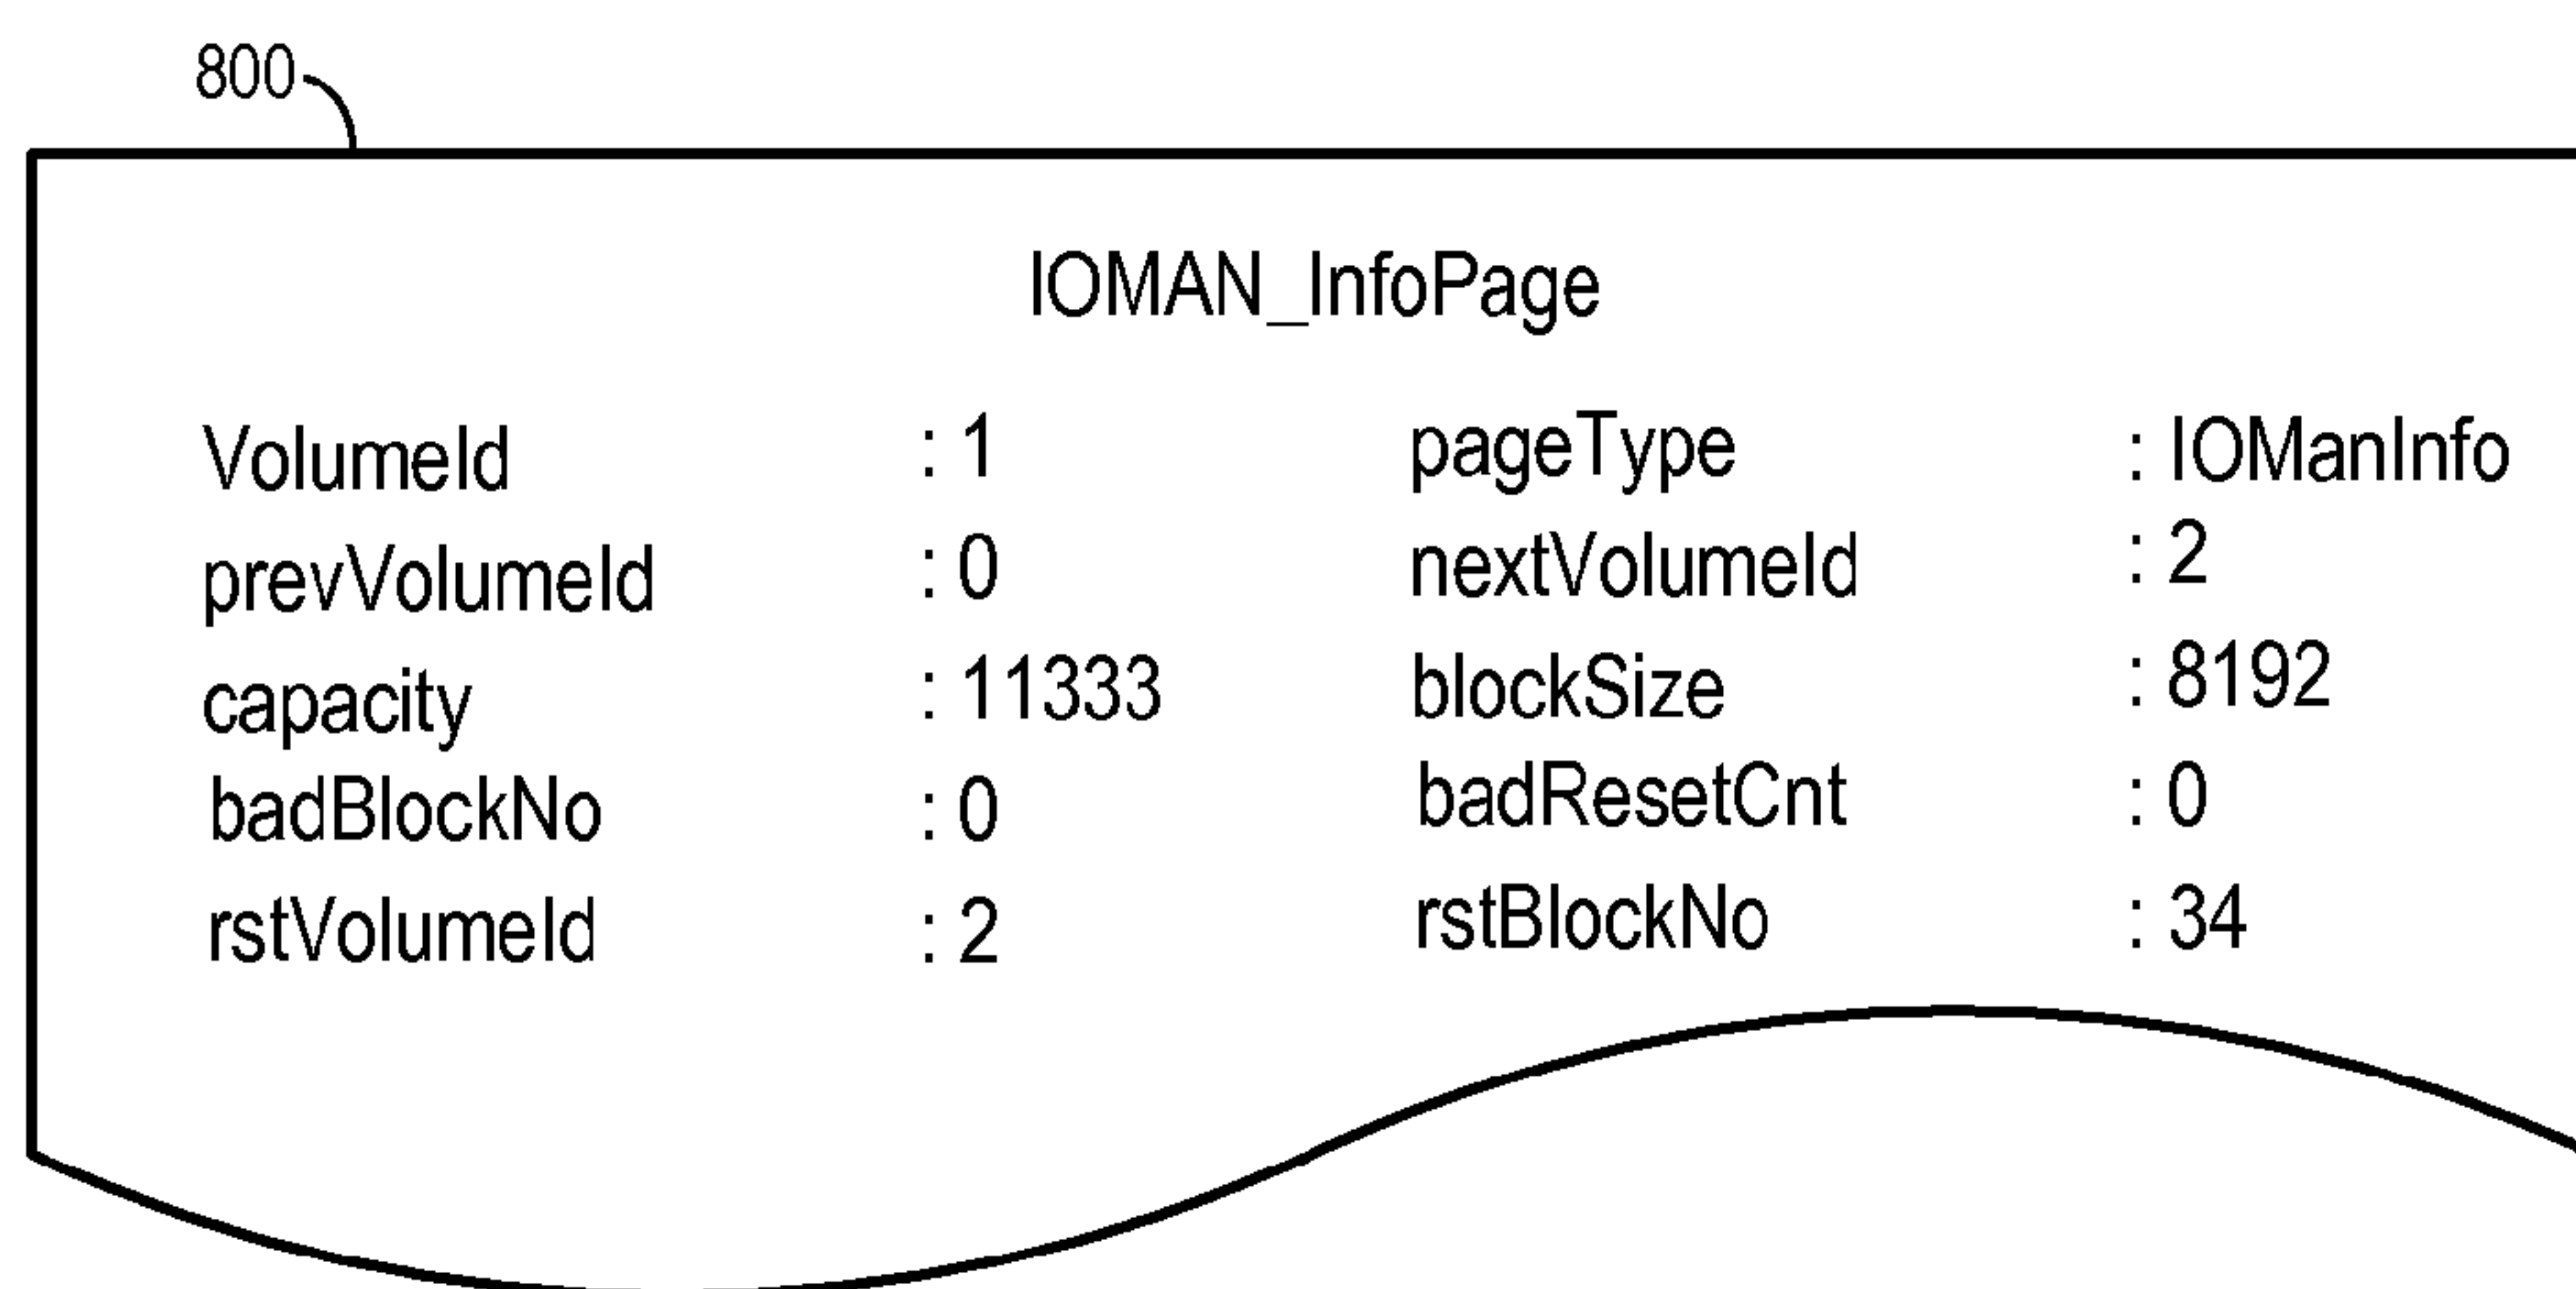 800
IOMAN_InfoPage
VolumeId : 1 pageType : IOManInfo
prevVolumeId : 0 nextVolumeId : 2
capacity : 11333 blockSize : 8192
badBlockNo : 0 badResetCnt : 0
rstVolumeId : 2 rstBlockNo : 34